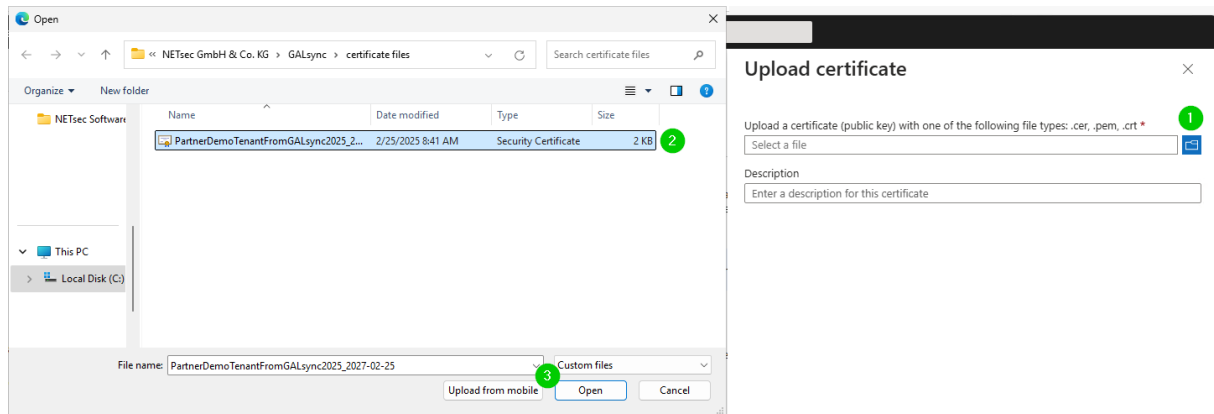 Open
« NETsec GmbH & Co. KG › GALsync › certificate files
Search certificate files
Organize
New folder
NETsec Software
Name
Date modified
Type
Size
PartnerDemoTenantFromGALsync2025_2...
2/25/2025 8:41 AM
Security Certificate
2 KB
2
This PC
Local Disk (C:)
File name:
PartnerDemoTenantFromGALsync2025_2027-02-25
Custom files
3
Upload from mobile
Open
Cancel
Upload certificate
1
Upload a certificate (public key) with one of the following file types: .cer, .pem, .crt *
Select a file
Description
Enter a description for this certificate